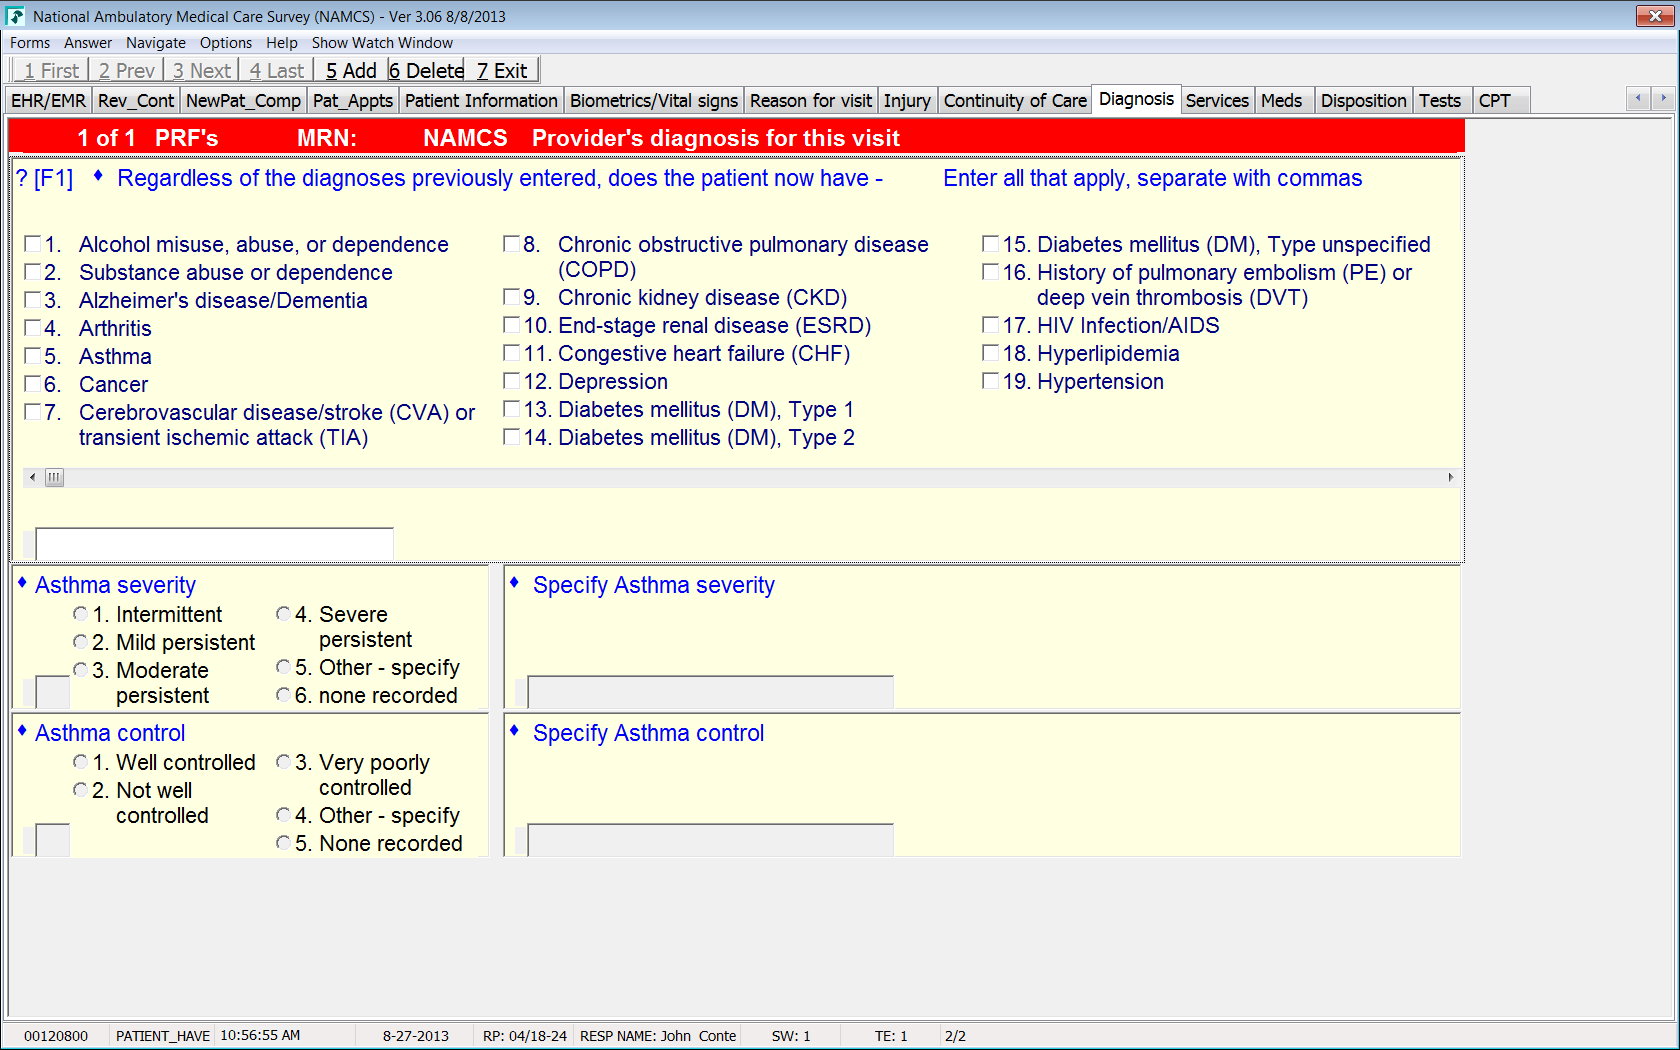 National Ambulatory Medical Care Survey (NAMCS) - Ver 3.06 8/8/2013
Forms Answer Navigate Options Help Show Watch Window
1 First 2 Prev 3 Next 4 Last 5 Add 6 Delete 7 Exit
EHR/EMR Rev_Cont NewPat_Comp Pat_Appts Patient Information Biometrics/Vital signs Reason for visit Injury Continuity of Care Diagnosis Services Meds Disposition Tests CPT
1 of 1 PRF's MRN: NAMCS Provider's diagnosis for this visit
? [F1] ♦ Regardless of the diagnoses previously entered, does the patient now have - Enter all that apply, separate with commas
1. Alcohol misuse, abuse, or dependence
2. Substance abuse or dependence
3. Alzheimer's disease/Dementia
4. Arthritis
5. Asthma
6. Cancer
7. Cerebrovascular disease/stroke (CVA) or
transient ischemic attack (TIA)
8. Chronic obstructive pulmonary disease
(COPD)
9. Chronic kidney disease (CKD)
10. End-stage renal disease (ESRD)
11. Congestive heart failure (CHF)
12. Depression
13. Diabetes mellitus (DM), Type 1
14. Diabetes mellitus (DM), Type 2
15. Diabetes mellitus (DM), Type unspecified
16. History of pulmonary embolism (PE) or
deep vein thrombosis (DVT)
17. HIV Infection/AIDS
18. Hyperlipidemia
19. Hypertension
♦ Asthma severity
1. Intermittent
2. Mild persistent
3. Moderate
persistent
4. Severe
persistent
5. Other - specify
6. none recorded
♦ Specify Asthma severity
♦ Asthma control
1. Well controlled
2. Not well
controlled
3. Very poorly
controlled
4. Other - specify
5. None recorded
♦ Specify Asthma control
00120800 PATIENT_HAVE 10:56:55 AM 8-27-2013 RP: 04/18-24 RESP NAME: John Conte SW: 1 TE: 1 2/2